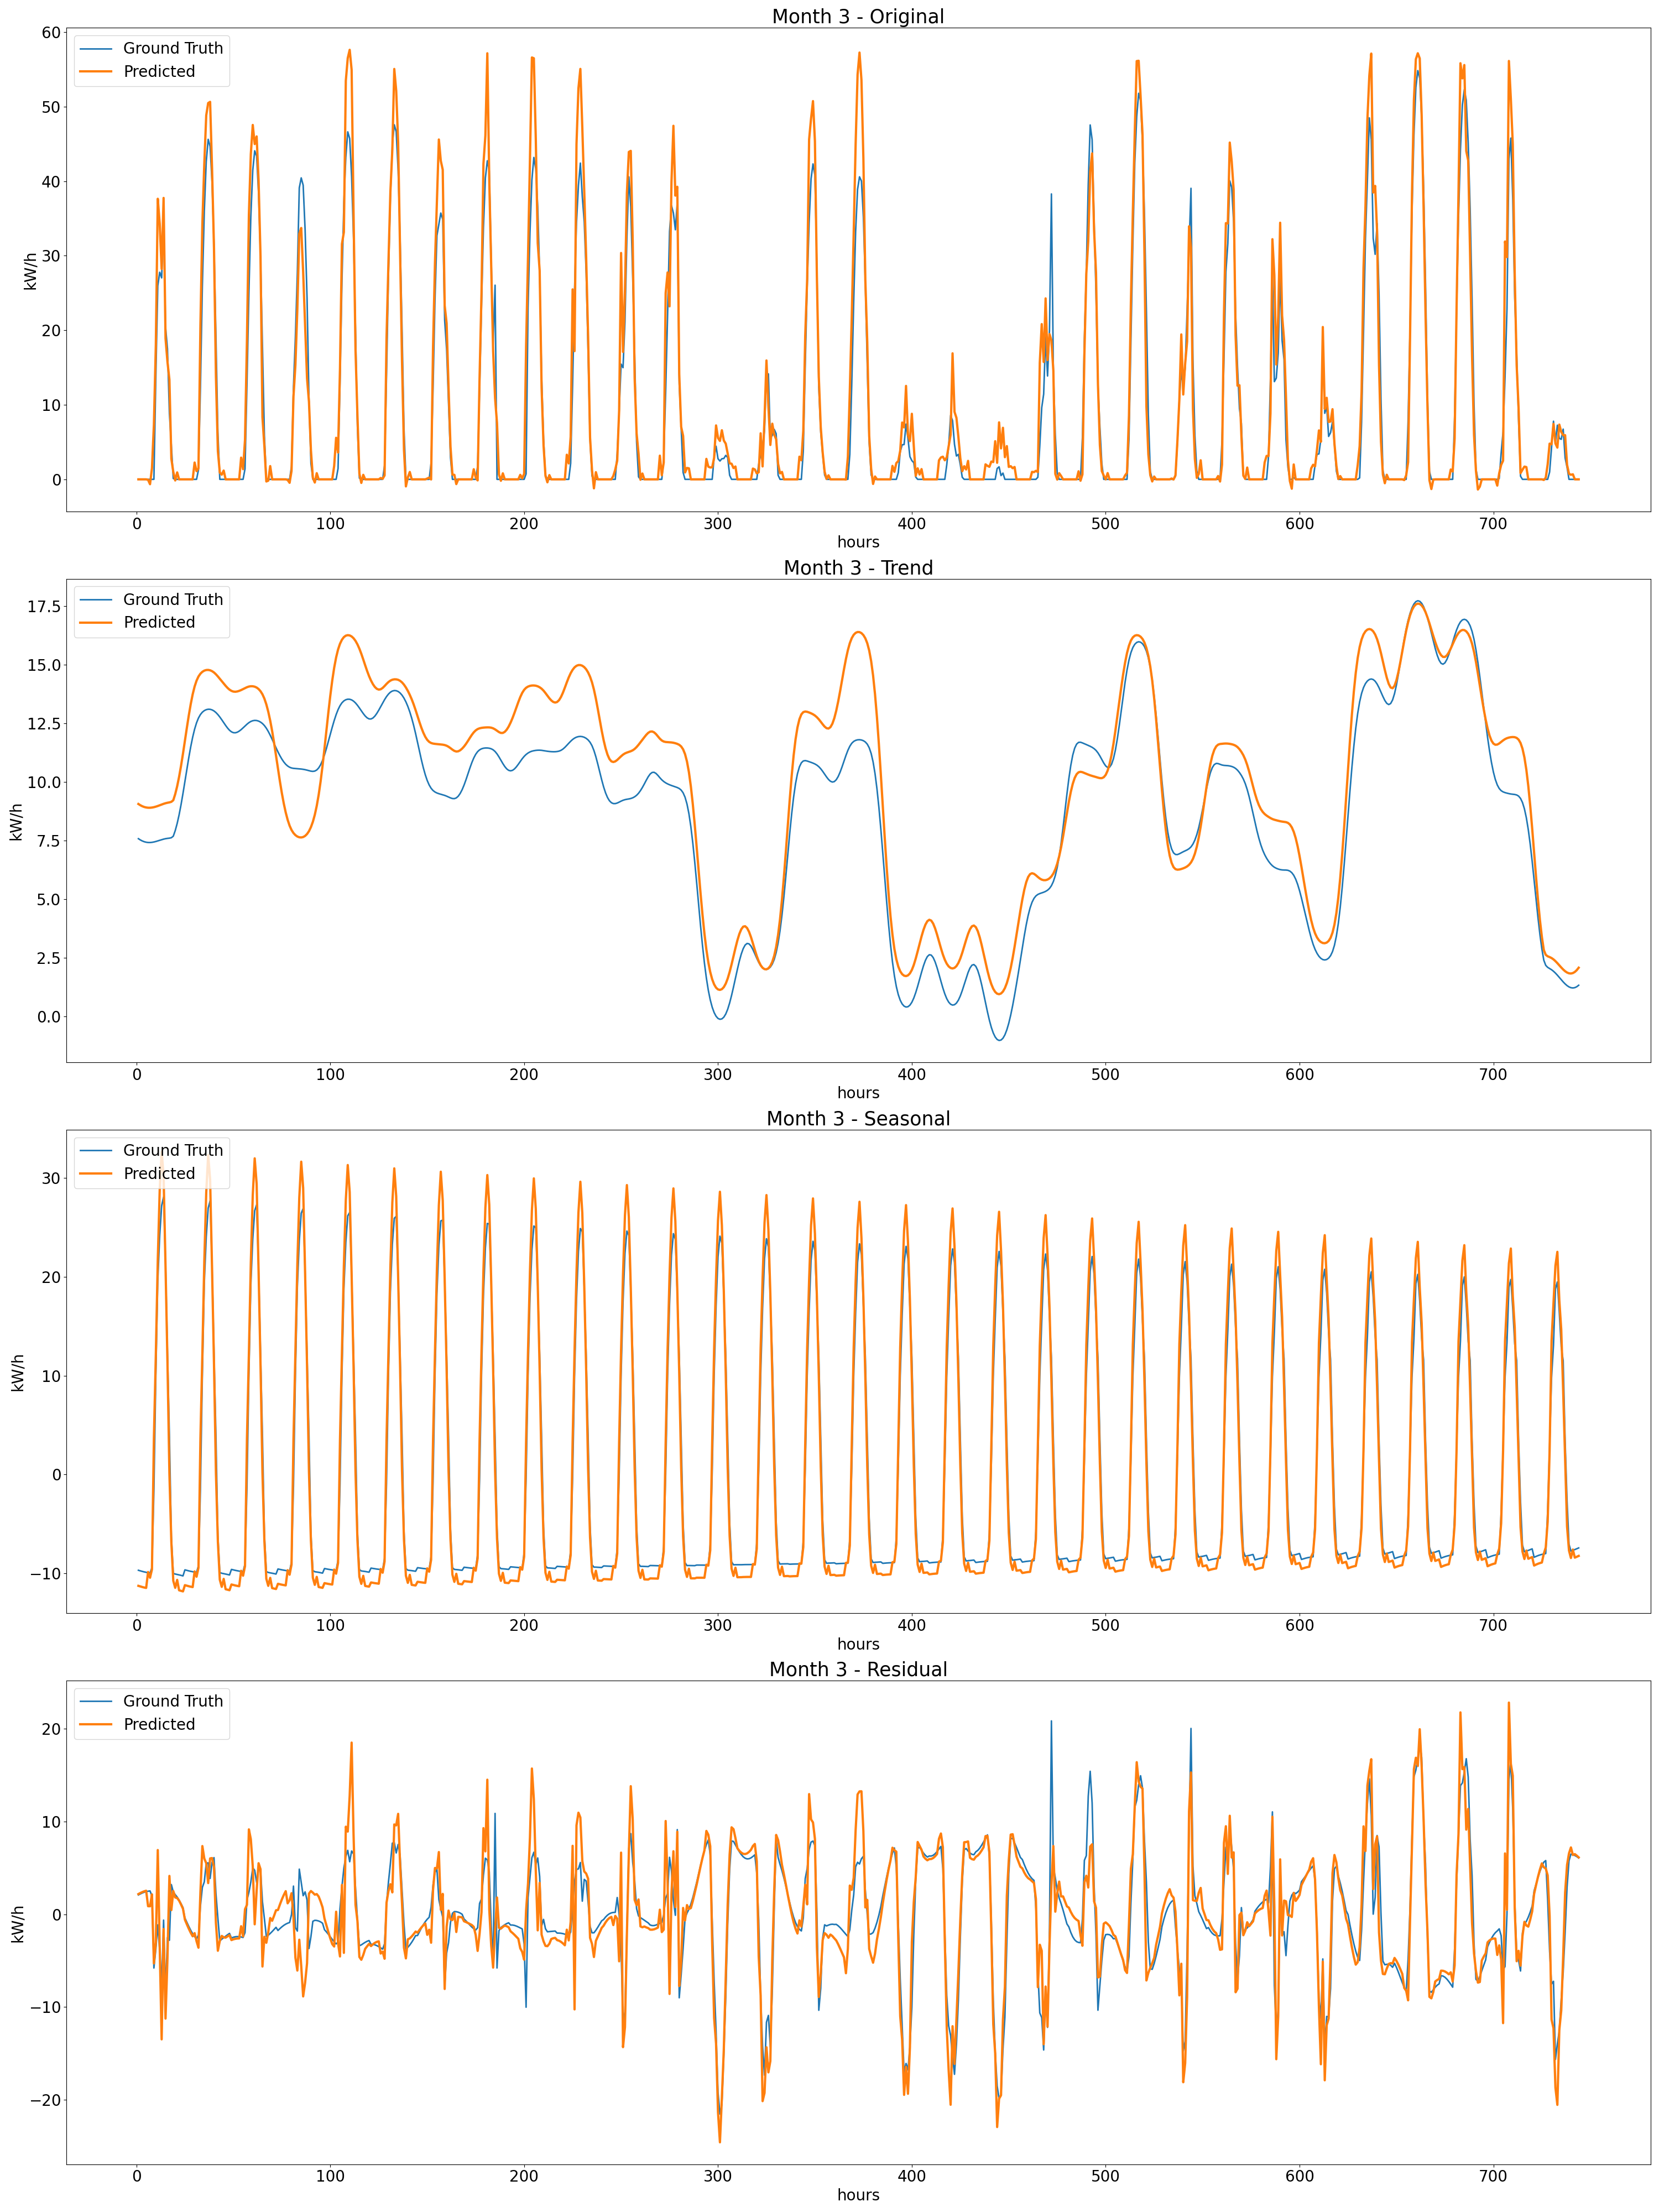 Month 3 - Original
60
50
40
30
20
10
0
kW/h
Ground Truth
Predicted
0 100 200 300 400 500 600 700
hours
Month 3 - Trend
17.5
15.0
12.5
10.0
7.5
5.0
2.5
0.0
kW/h
Ground Truth
Predicted
0 100 200 300 400 500 600 700
hours
Month 3 - Seasonal
30
20
10
0
−10
kW/h
Ground Truth
Predicted
0 100 200 300 400 500 600 700
hours
Month 3 - Residual
20
10
0
−10
−20
kW/h
Ground Truth
Predicted
0 100 200 300 400 500 600 700
hours